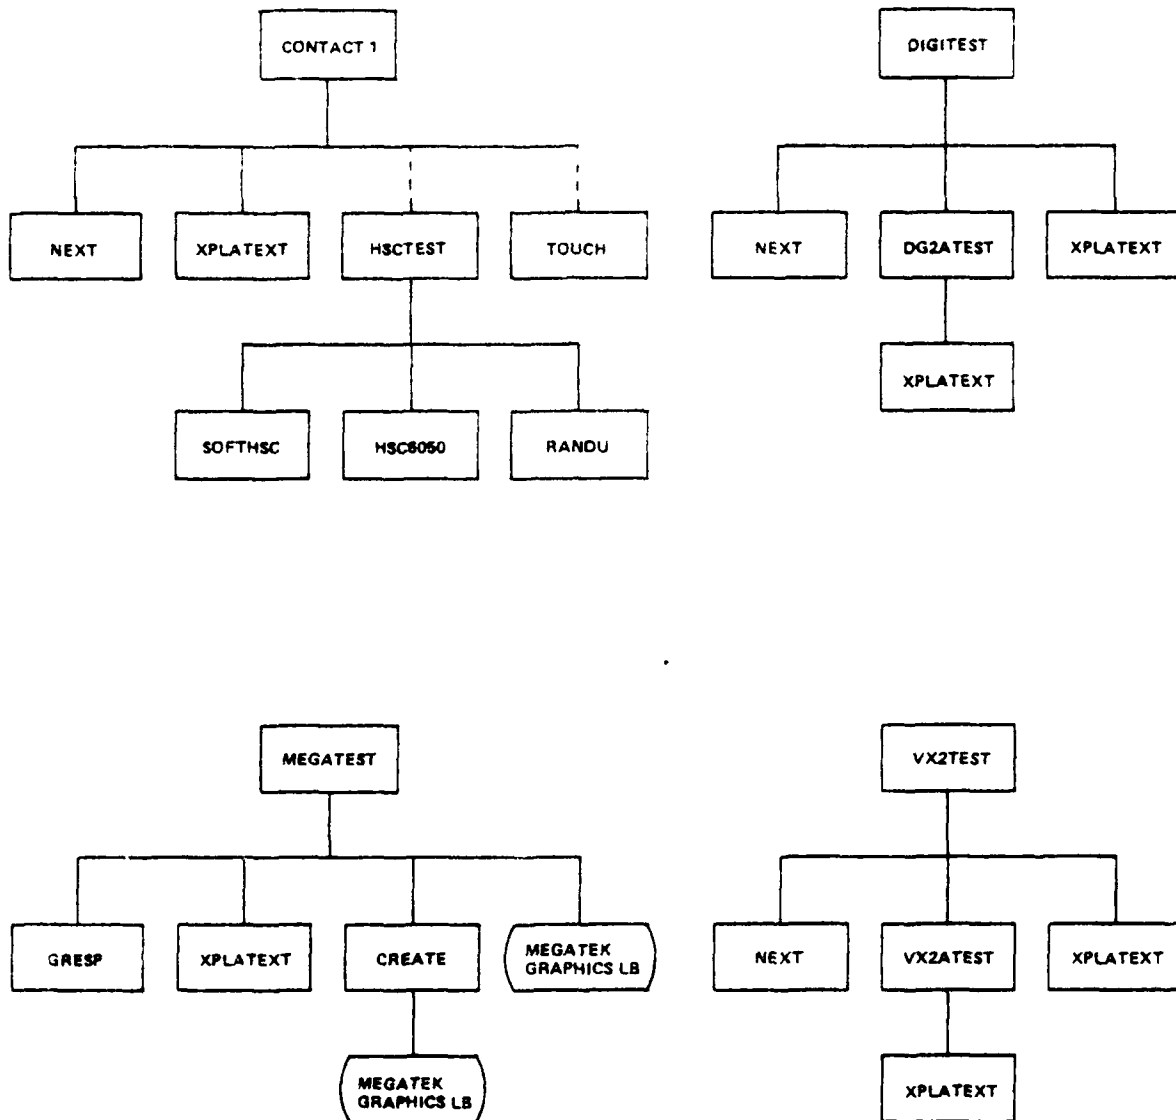 CONTACT 1
DIGITEST
NEXT
XPLATEXT
HSCTEST
TOUCH
NEXT
DG2ATEST
XPLATEXT
XPLATEXT
SOFTHSC
HSC6050
RANDU
MEGATEST
VX2TEST
GRESP
XPLATEXT
CREATE
MEGATEK
GRAPHICS LB
NEXT
VX2ATEST
XPLATEXT
MEGATEK
GRAPHICS LB
XPLATEXT